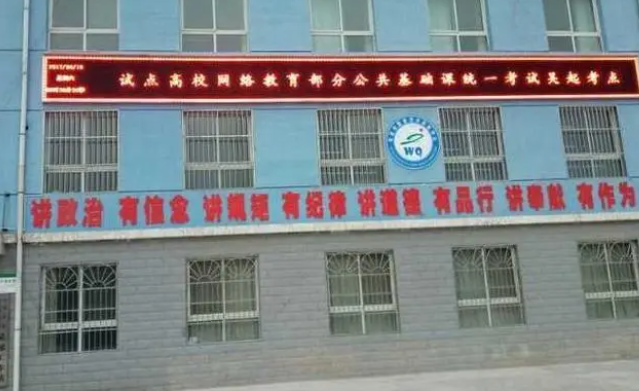 试点高校网络教育部分公共基础课统一考试吴起考点
WQ
讲政治 有信念 讲规矩 有纪律 讲道德 有品行 讲奉献 有作为